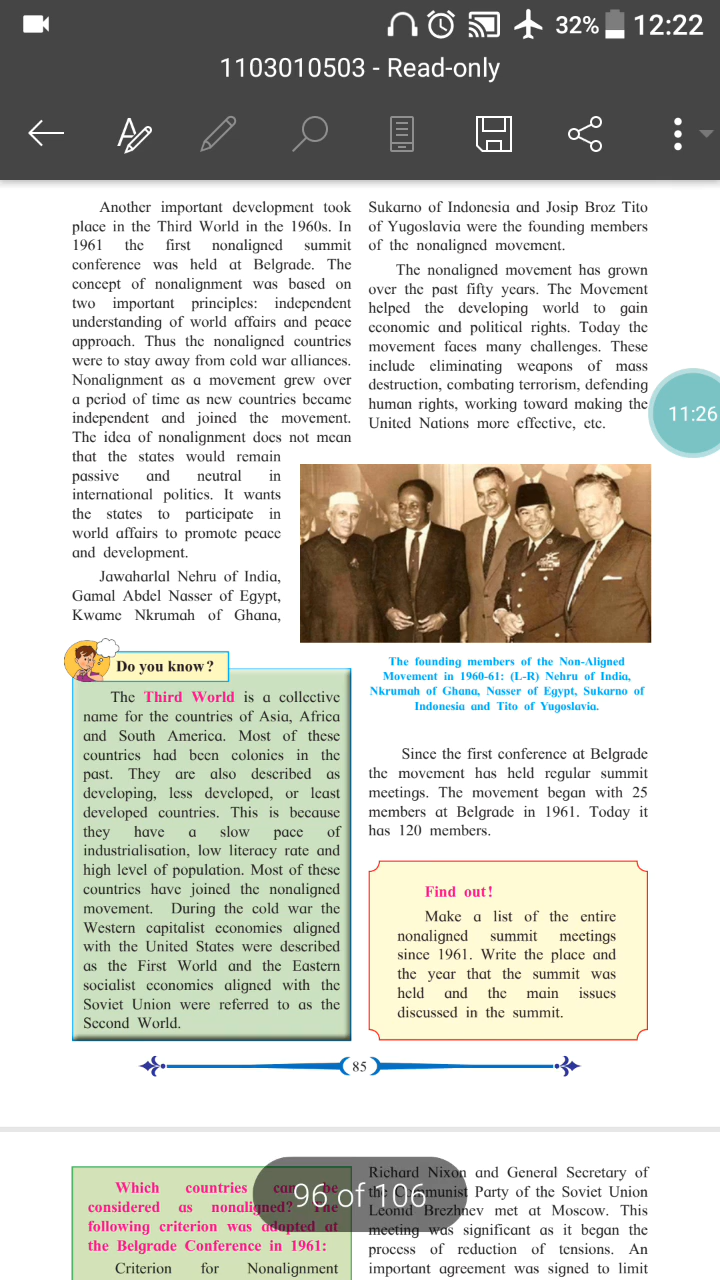 32% 12:22
1103010503 - Read-only
Another important development took
place in the Third World in the 1960s. In
1961 the first nonaligned summit
conference was held at Belgrade. The
concept of nonalignment was based on
two important principles: independent
understanding of world affairs and peace
approach. Thus the nonaligned countries
were to stay away from cold war alliances.
Nonalignment as a movement grew over
a period of time as new countries became
independent and joined the movement.
The idea of nonalignment does not mean
that the states would remain
passive and neutral in
international politics. It wants
the states to participate in
world affairs to promote peace
and development.
Jawaharlal Nehru of India,
Gamal Abdel Nasser of Egypt,
Kwame Nkrumah of Ghana,
Sukarno of Indonesia and Josip Broz Tito
of Yugoslavia were the founding members
of the nonaligned movement.
The nonaligned movement has grown
over the past fifty years. The Movement
helped the developing world to gain
economic and political rights. Today the
movement faces many challenges. These
include eliminating weapons of mass
destruction, combating terrorism, defending
human rights, working toward making the
United Nations more effective, etc.
11:26
The founding members of the Non-Aligned
Movement in 1960-61: (L-R) Nehru of India,
Nkrumah of Ghana, Nasser of Egypt, Sukarno of
Indonesia and Tito of Yugoslavia.
Do you know?
The Third World is a collective
name for the countries of Asia, Africa
and South America. Most of these
countries had been colonies in the
past. They are also described as
developing, less developed, or least
developed countries. This is because
they have a slow pace of
industrialisation, low literacy rate and
high level of population. Most of these
countries have joined the nonaligned
movement. During the cold war the
Western capitalist economies aligned
with the United States were described
as the First World and the Eastern
socialist economies aligned with the
Soviet Union were referred to as the
Second World.
Since the first conference at Belgrade
the movement has held regular summit
meetings. The movement began with 25
members at Belgrade in 1961. Today it
has 120 members.
Find out!
Make a list of the entire
nonaligned summit meetings
since 1961. Write the place and
the year that the summit was
held and the main issues
discussed in the summit.
85
Which countries can be
considered as nonaligned? The
following criterion was adopted at
the Belgrade Conference in 1961:
Criterion for Nonalignment
96 of 106
Richard Nixon and General Secretary of
the Communist Party of the Soviet Union
Leonid Brezhnev met at Moscow. This
meeting was significant as it began the
process of reduction of tensions. An
important agreement was signed to limit